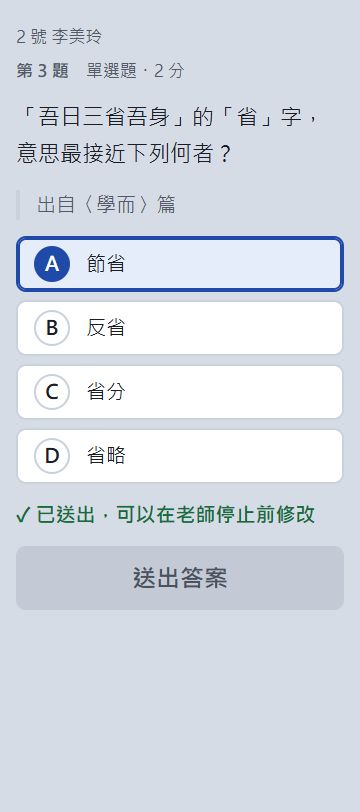 2 號 李美玲
第 3 題 單選題・2 分
「吾日三省吾身」的「省」字，
意思最接近下列何者？
出自〈學而〉篇
A 節省
B 反省
C 省分
D 省略
✓ 已送出，可以在老師停止前修改
送出答案